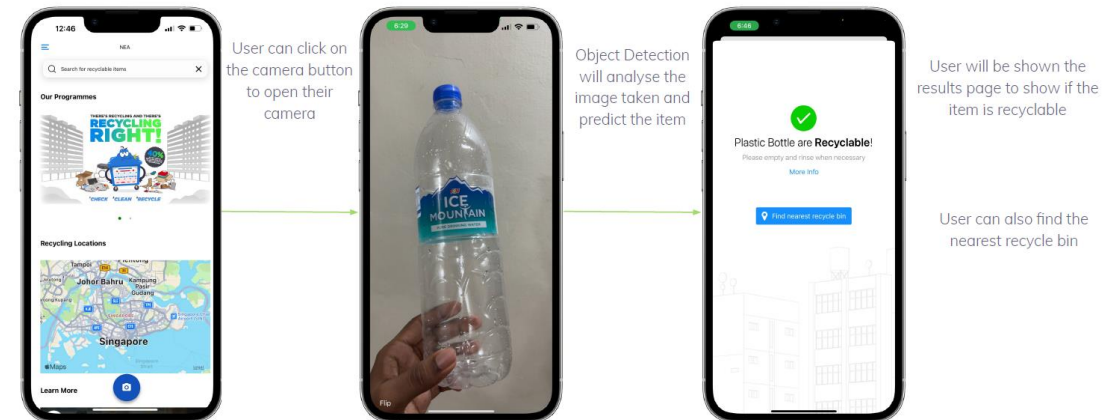 12:46
NEA
Search for recyclable items
Our Programmes
THERE'S RECYCLING AND THERE'S
RECYCLING
RIGHT!
40%
CHECK CLEAN RECYCLE
Recycling Locations
Johor Bahru
Kampung
Pasir
Gudang
Singapore
Maps
Learn More
User can click on
the camera button
to open their
camera
6:29
ICE
MOUNTAIN
Flip
Object Detection
will analyse the
image taken and
predict the item
6:46
Plastic Bottle are Recyclable!
Please empty and rinse when necessary
More Info
Find nearest recycle bin
User will be shown the
results page to show if the
item is recyclable
User can also find the
nearest recycle bin